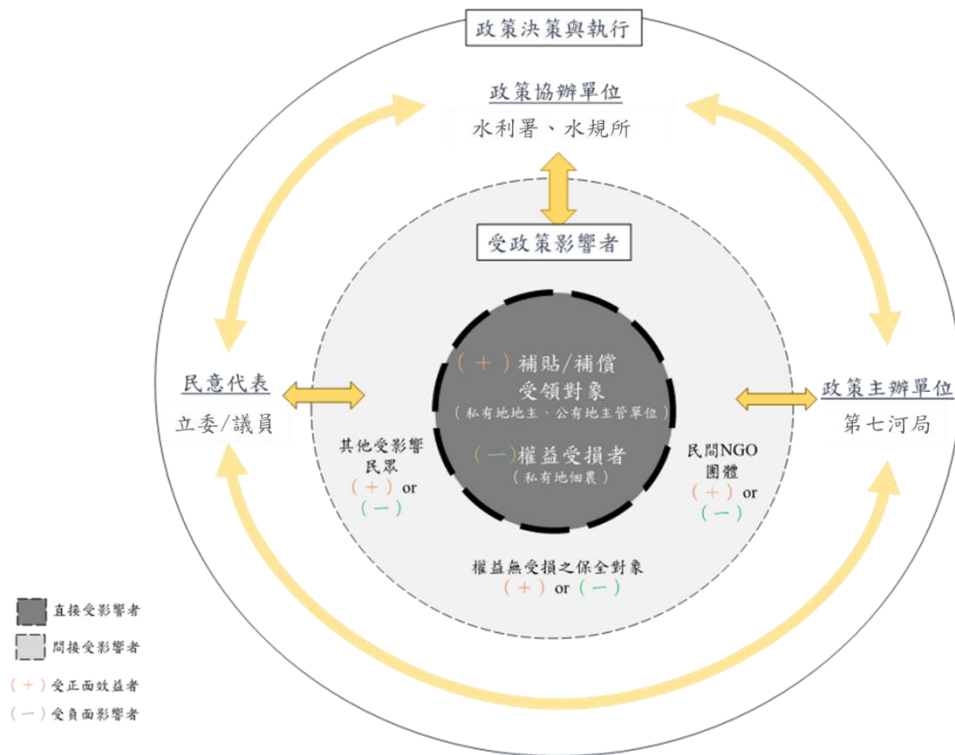 政策決策與執行
政策協辦單位
水利署、水規所
受政策影響者
(+)補貼/補償
受領對象
(私有地地主、公有地主管單位)
(一)權益受損者
(私有地佃農)
民意代表
立委/議員
政策主辦單位
第七河局
其他受影響
民眾
(+) or
(一)
民間NGO
團體
(+) or
(一)
權益無受損之保全對象
(+) or (一)
直接受影響者
間接受影響者
(+) 受正面效益者
(一) 受負面影響者